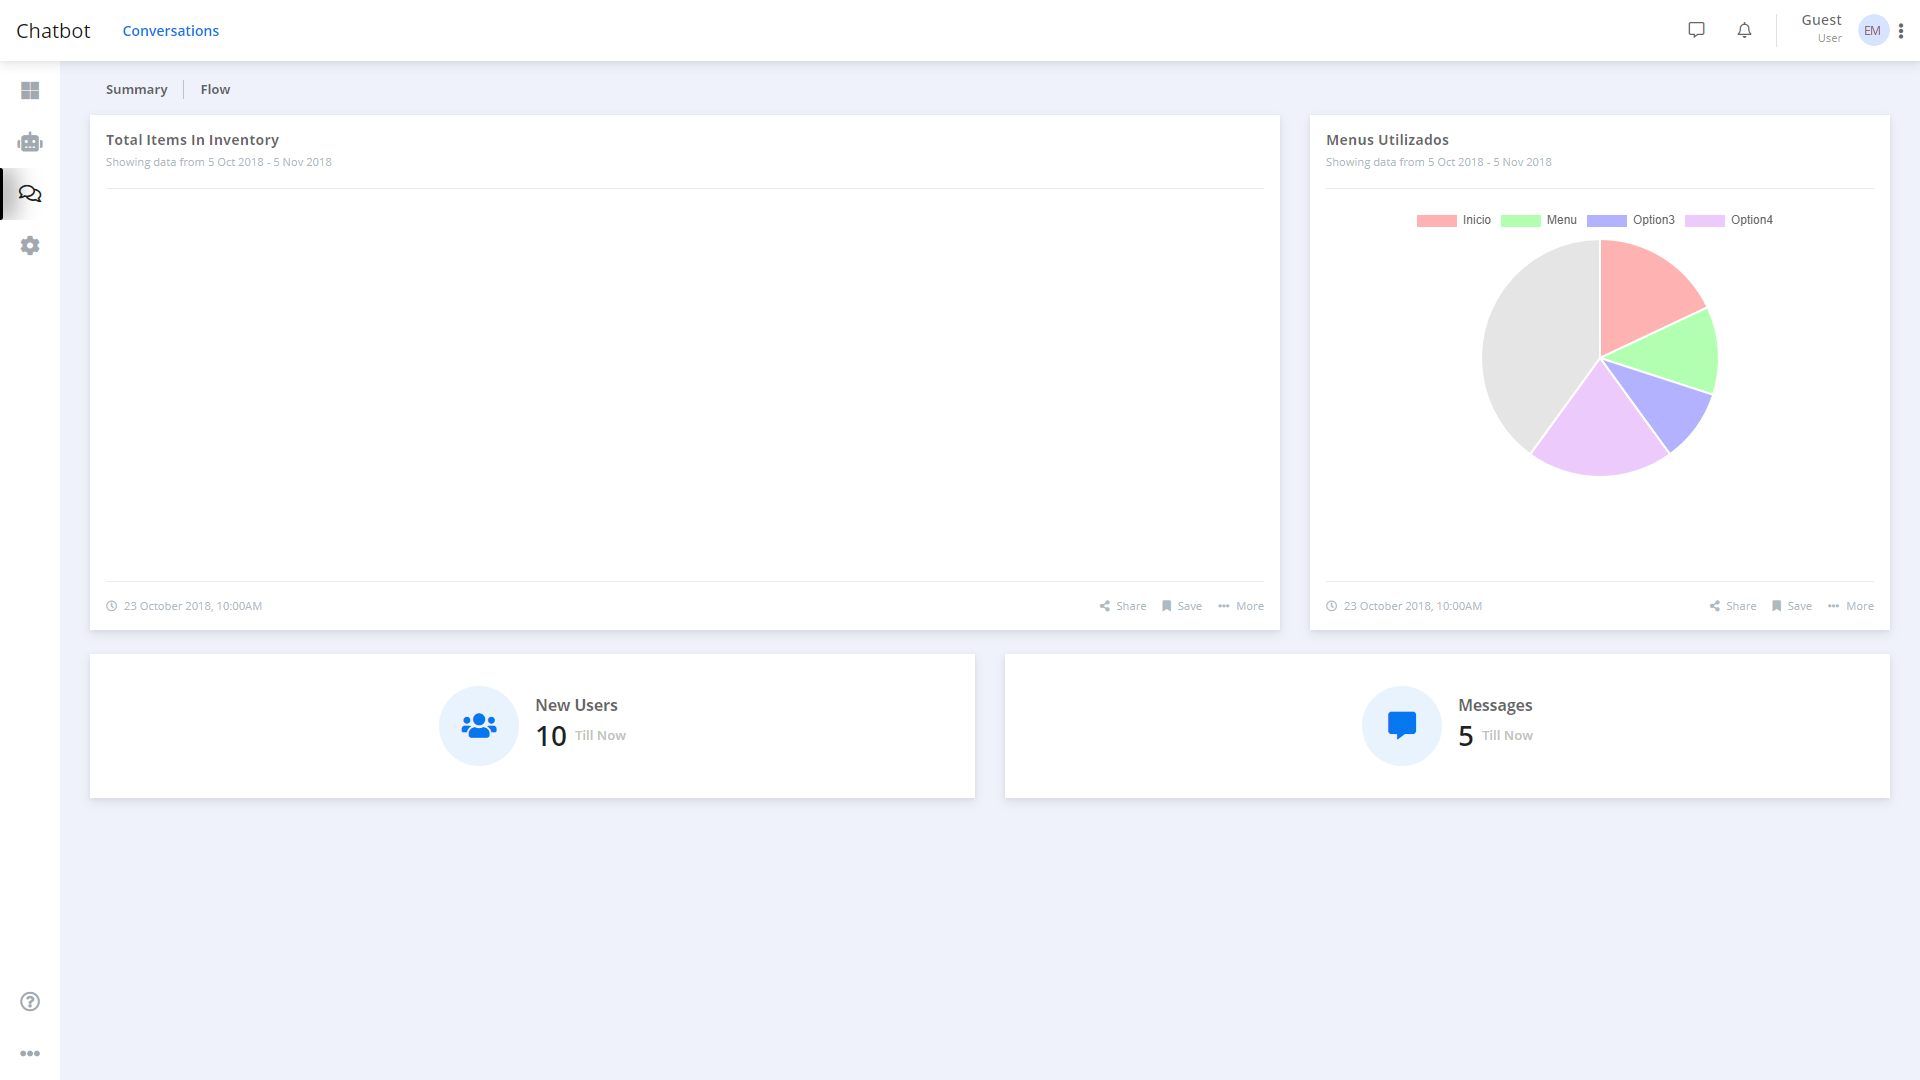 Chatbot
Conversations
Guest
User
EM
Summary
Flow
Total Items In Inventory
Showing data from 5 Oct 2018 - 5 Nov 2018
23 October 2018, 10:00AM
Share
Save
More
Menus Utilizados
Showing data from 5 Oct 2018 - 5 Nov 2018
Inicio
Menu
Option3
Option4
23 October 2018, 10:00AM
Share
Save
More
New Users
10 Till Now
Messages
5 Till Now